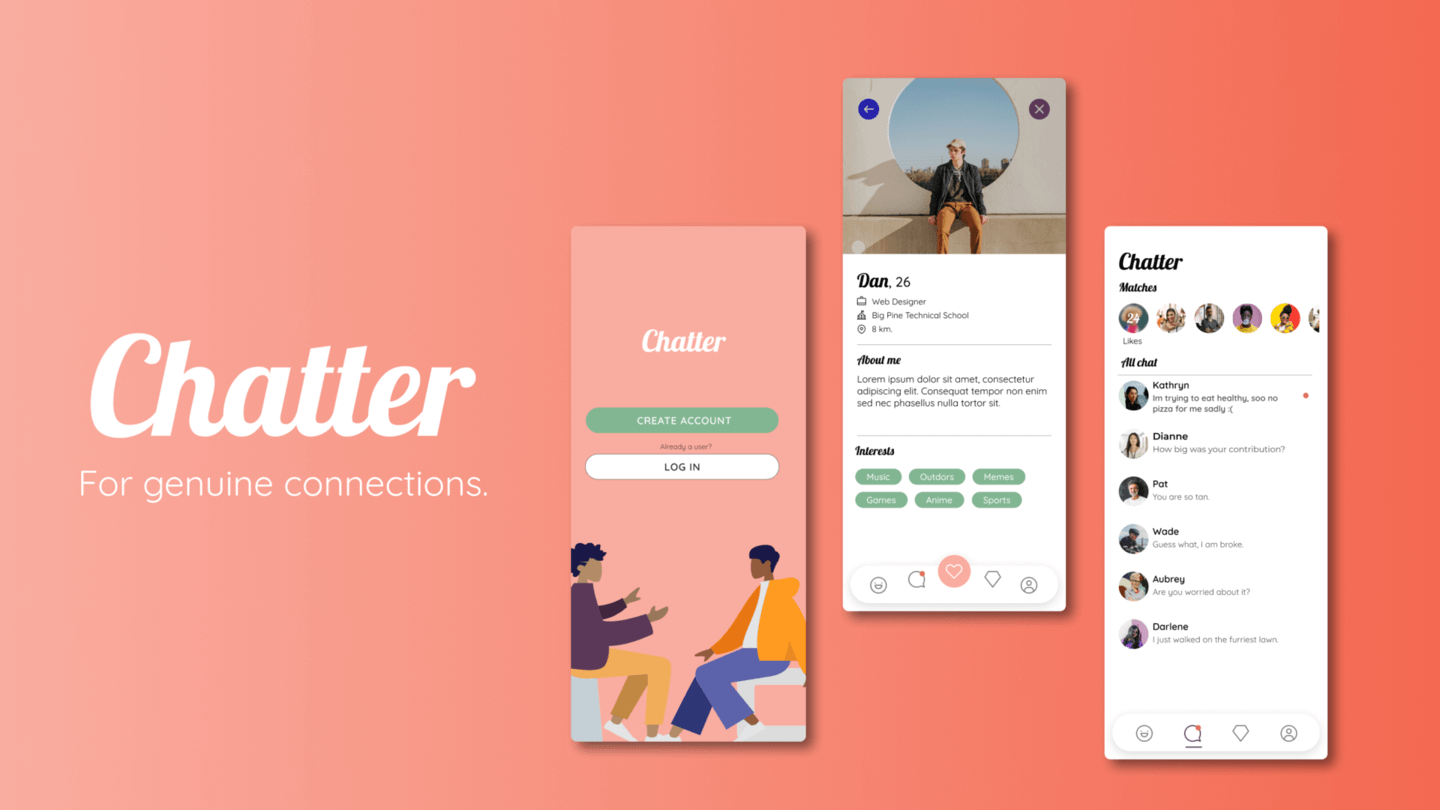 Chatter
For genuine connections.
Chatter
CREATE ACCOUNT
Already a user?
LOG IN
Dan, 26
Web Designer
Big Pine Technical School
8 km.
About me
Lorem ipsum dolor sit amet, consectetur
adipiscing elit. Consequat tempor non enim
sed nec phasellus nulla tortor sit.
Interests
Music Outdors Memes
Games Anime Sports
Chatter
Matches
24
Likes
All chat
Kathryn
Im trying to eat healthy, soo no
pizza for me sadly :(
Dianne
How big was your contribution?
Pat
You are so tan.
Wade
Guess what, I am broke.
Aubrey
Are you worried about it?
Darlene
I just walked on the furriest lawn.